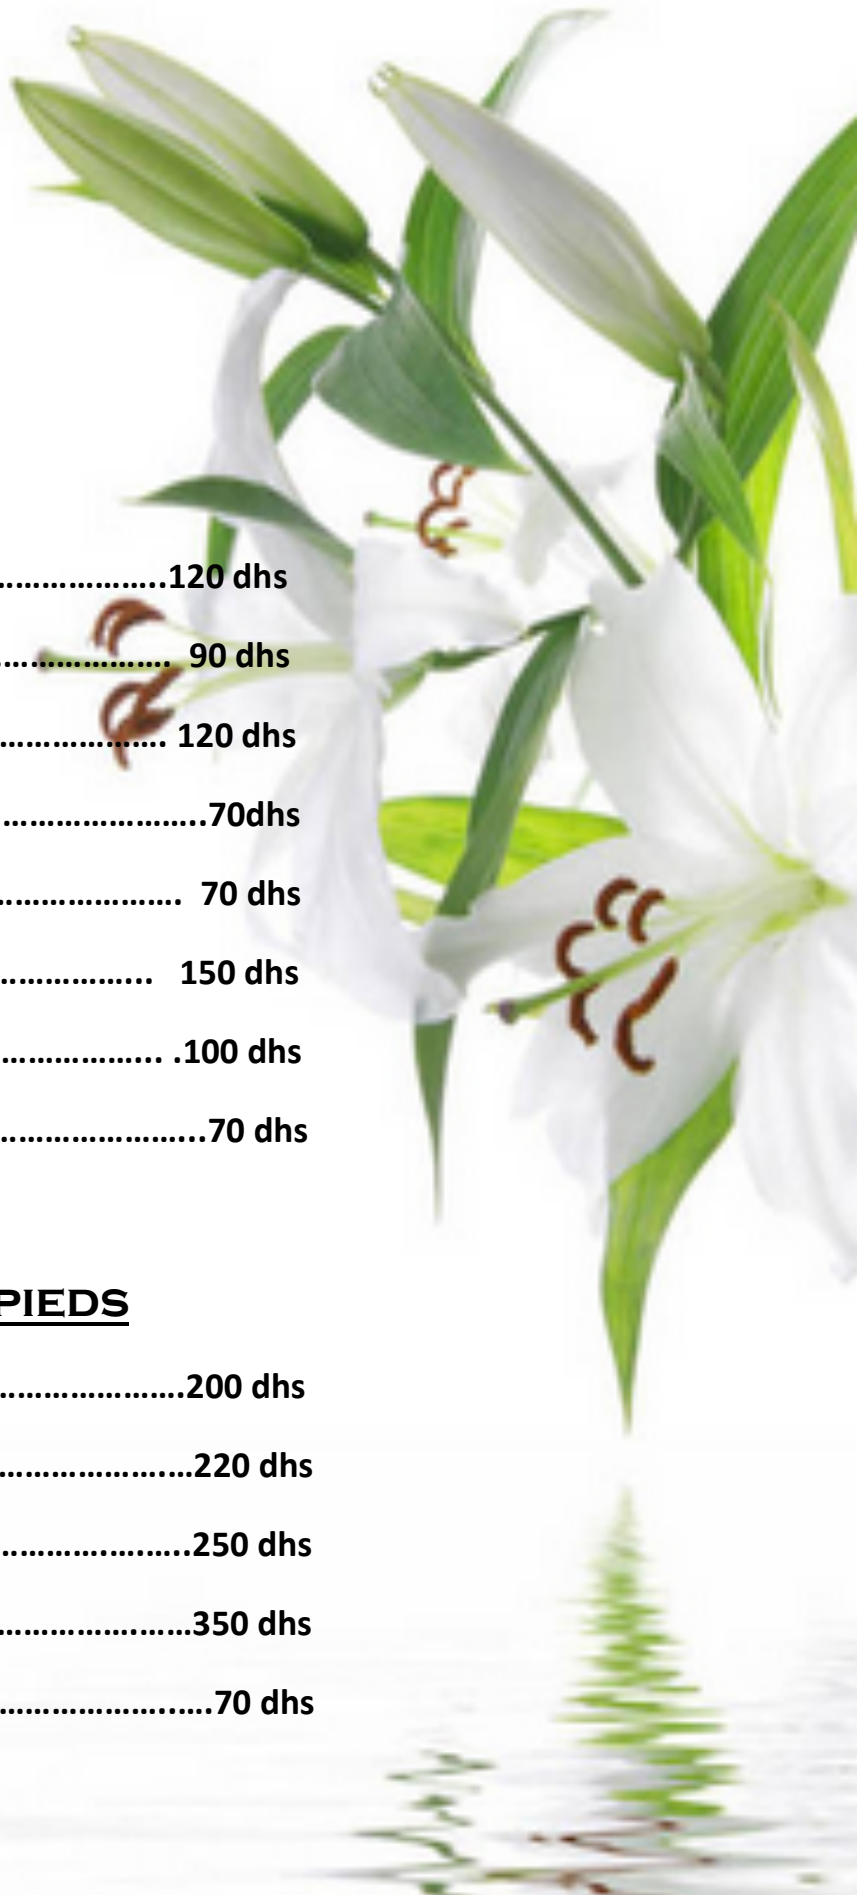 ……………………..120 dhs
…………………. 90 dhs
…………………. 120 dhs
……………………..70dhs
…………………. 70 dhs
………………... 150 dhs
………………... .100 dhs
……………………...70 dhs
PIEDS
…………………….200 dhs
…………………..…220 dhs
…………….….…..250 dhs
………………..……350 dhs
…………………..….70 dhs